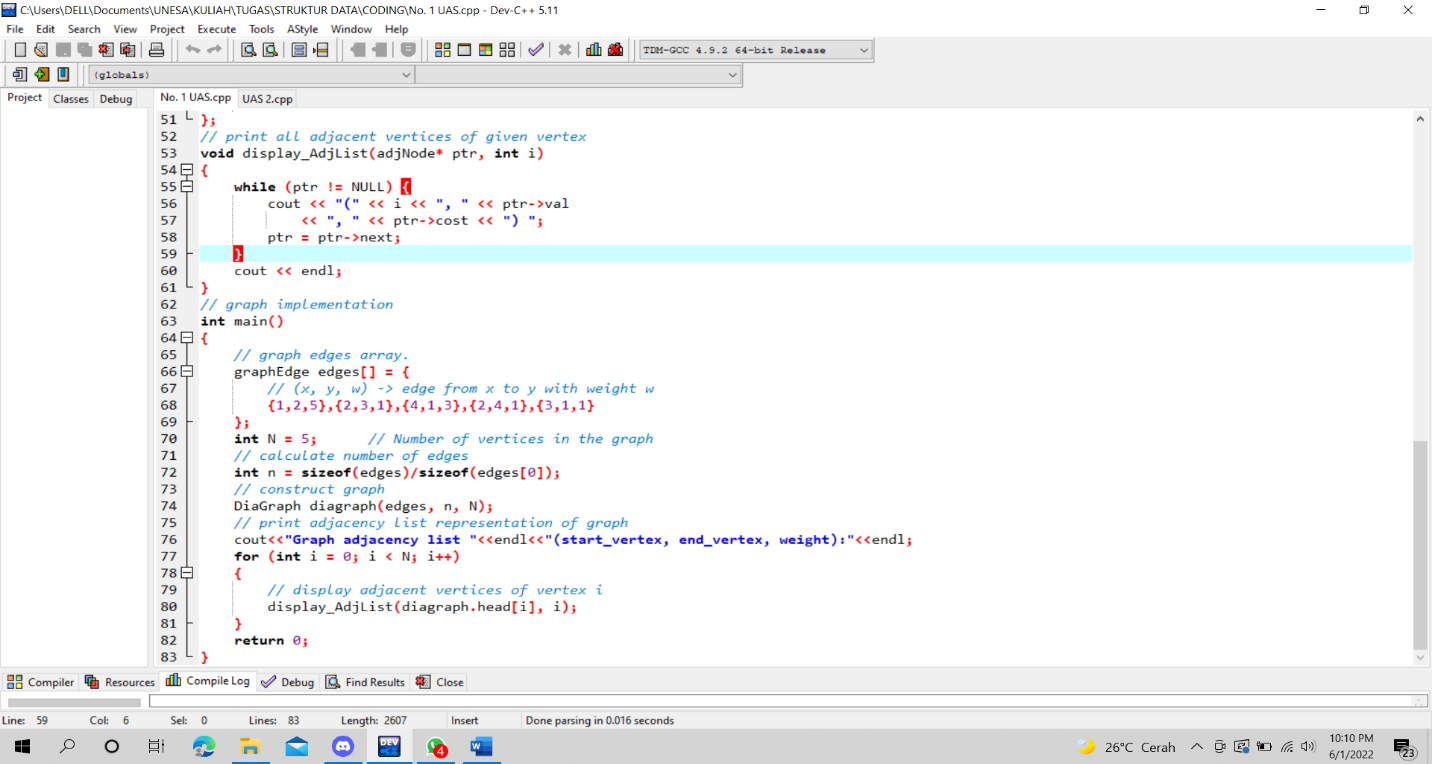 C:\Users\DELL\Documents\UNESA\KULIAH\TUGAS\STRUKTUR DATA\CODING\No. 1 UAS.cpp - Dev-C++ 5.11
File Edit Search View Project Execute Tools AStyle Window Help
TDM-GCC 4.9.2 64-bit Release
(globals)
Project Classes Debug No. 1 UAS.cpp UAS 2.cpp
51 };
52 // print all adjacent vertices of given vertex
53 void display_AdjList(adjNode* ptr, int i)
54 {
55     while (ptr != NULL) {
56         cout << "(" << i << ", " << ptr->val
57             << ", " << ptr->cost << ") ";
58         ptr = ptr->next;
59     }
60     cout << endl;
61 }
62 // graph implementation
63 int main()
64 {
65     // graph edges array.
66     graphEdge edges[] = {
67         // (x, y, w) -> edge from x to y with weight w
68         {1,2,5},{2,3,1},{4,1,3},{2,4,1},{3,1,1}
69     };
70     int N = 5;      // Number of vertices in the graph
71     // calculate number of edges
72     int n = sizeof(edges)/sizeof(edges[0]);
73     // construct graph
74     DiaGraph diagraph(edges, n, N);
75     // print adjacency list representation of graph
76     cout<<"Graph adjacency list "<<endl<<"(start_vertex, end_vertex, weight):"<<endl;
77     for (int i = 0; i < N; i++)
78     {
79         // display adjacent vertices of vertex i
80         display_AdjList(diagraph.head[i], i);
81     }
82     return 0;
83 }
Compiler Resources Compile Log Debug Find Results Close
Line: 59 Col: 6 Sel: 0 Lines: 83 Length: 2607 Insert Done parsing in 0.016 seconds
DEV
4
W
26°C Cerah
10:10 PM
6/1/2022
23